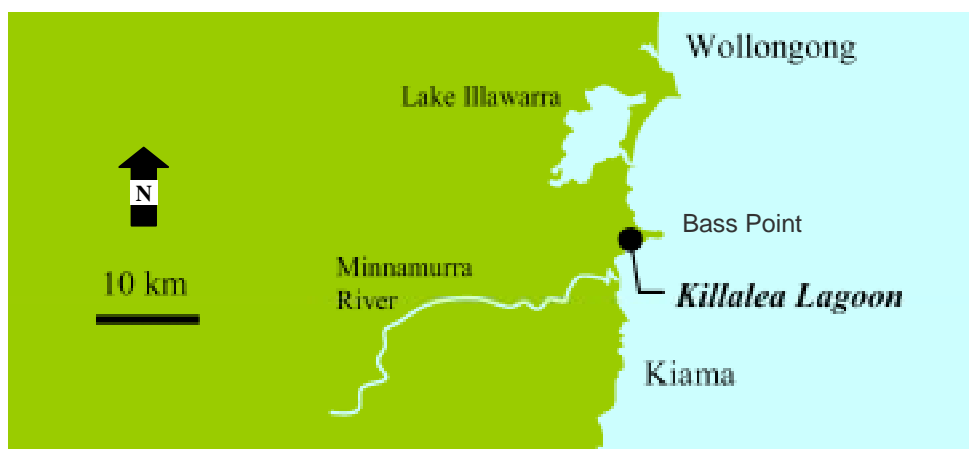 Wollongong
Lake Illawarra
N
Bass Point
Minnamurra
River
10 km
Killalea Lagoon
Kiama